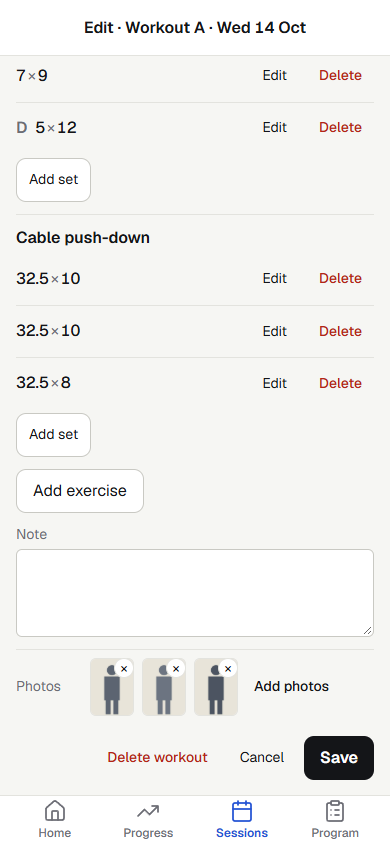 Edit · Workout A · Wed 14 Oct
7×9 Edit Delete
D 5×12 Edit Delete
Add set
Cable push-down
32.5×10 Edit Delete
32.5×10 Edit Delete
32.5×8 Edit Delete
Add set
Add exercise
Note
Photos × × × Add photos
Delete workout Cancel Save
Home Progress Sessions Program